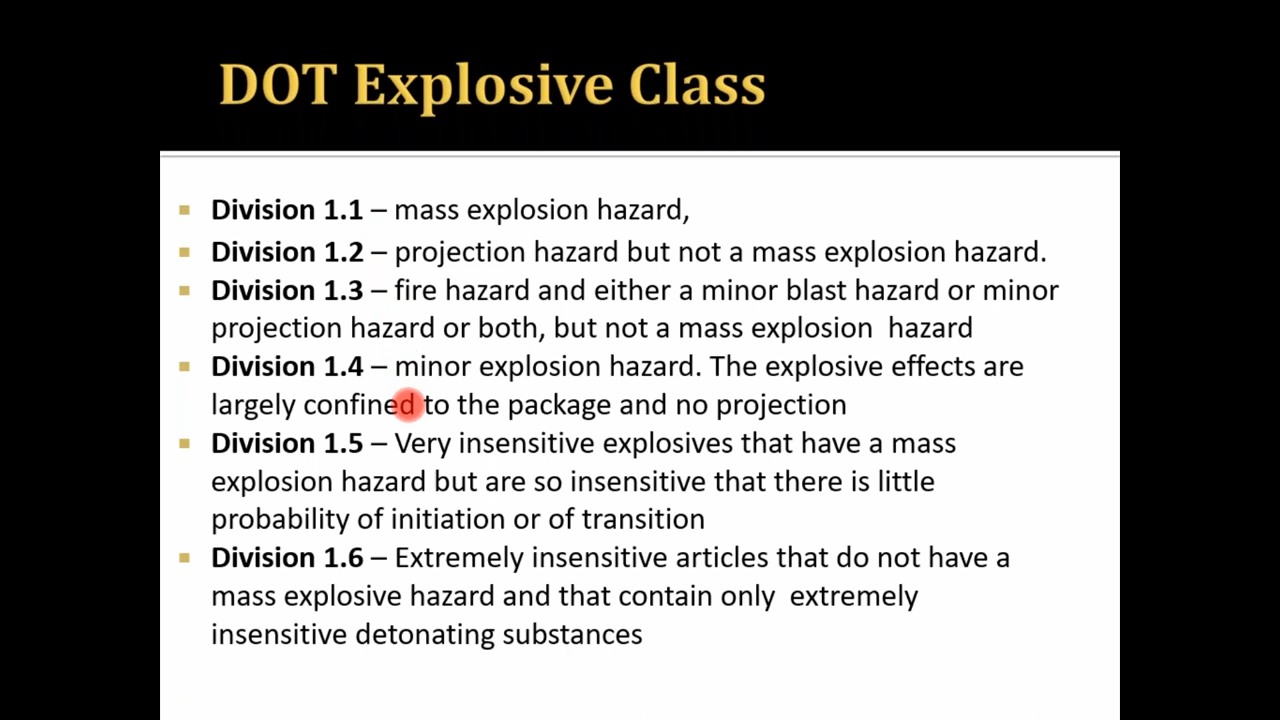 DOT Explosive Class
Division 1.1 – mass explosion hazard,
Division 1.2 – projection hazard but not a mass explosion hazard.
Division 1.3 – fire hazard and either a minor blast hazard or minor
projection hazard or both, but not a mass explosion  hazard
Division 1.4 – minor explosion hazard. The explosive effects are
largely confined to the package and no projection
Division 1.5 – Very insensitive explosives that have a mass
explosion hazard but are so insensitive that there is little
probability of initiation or of transition
Division 1.6 – Extremely insensitive articles that do not have a
mass explosive hazard and that contain only  extremely
insensitive detonating substances